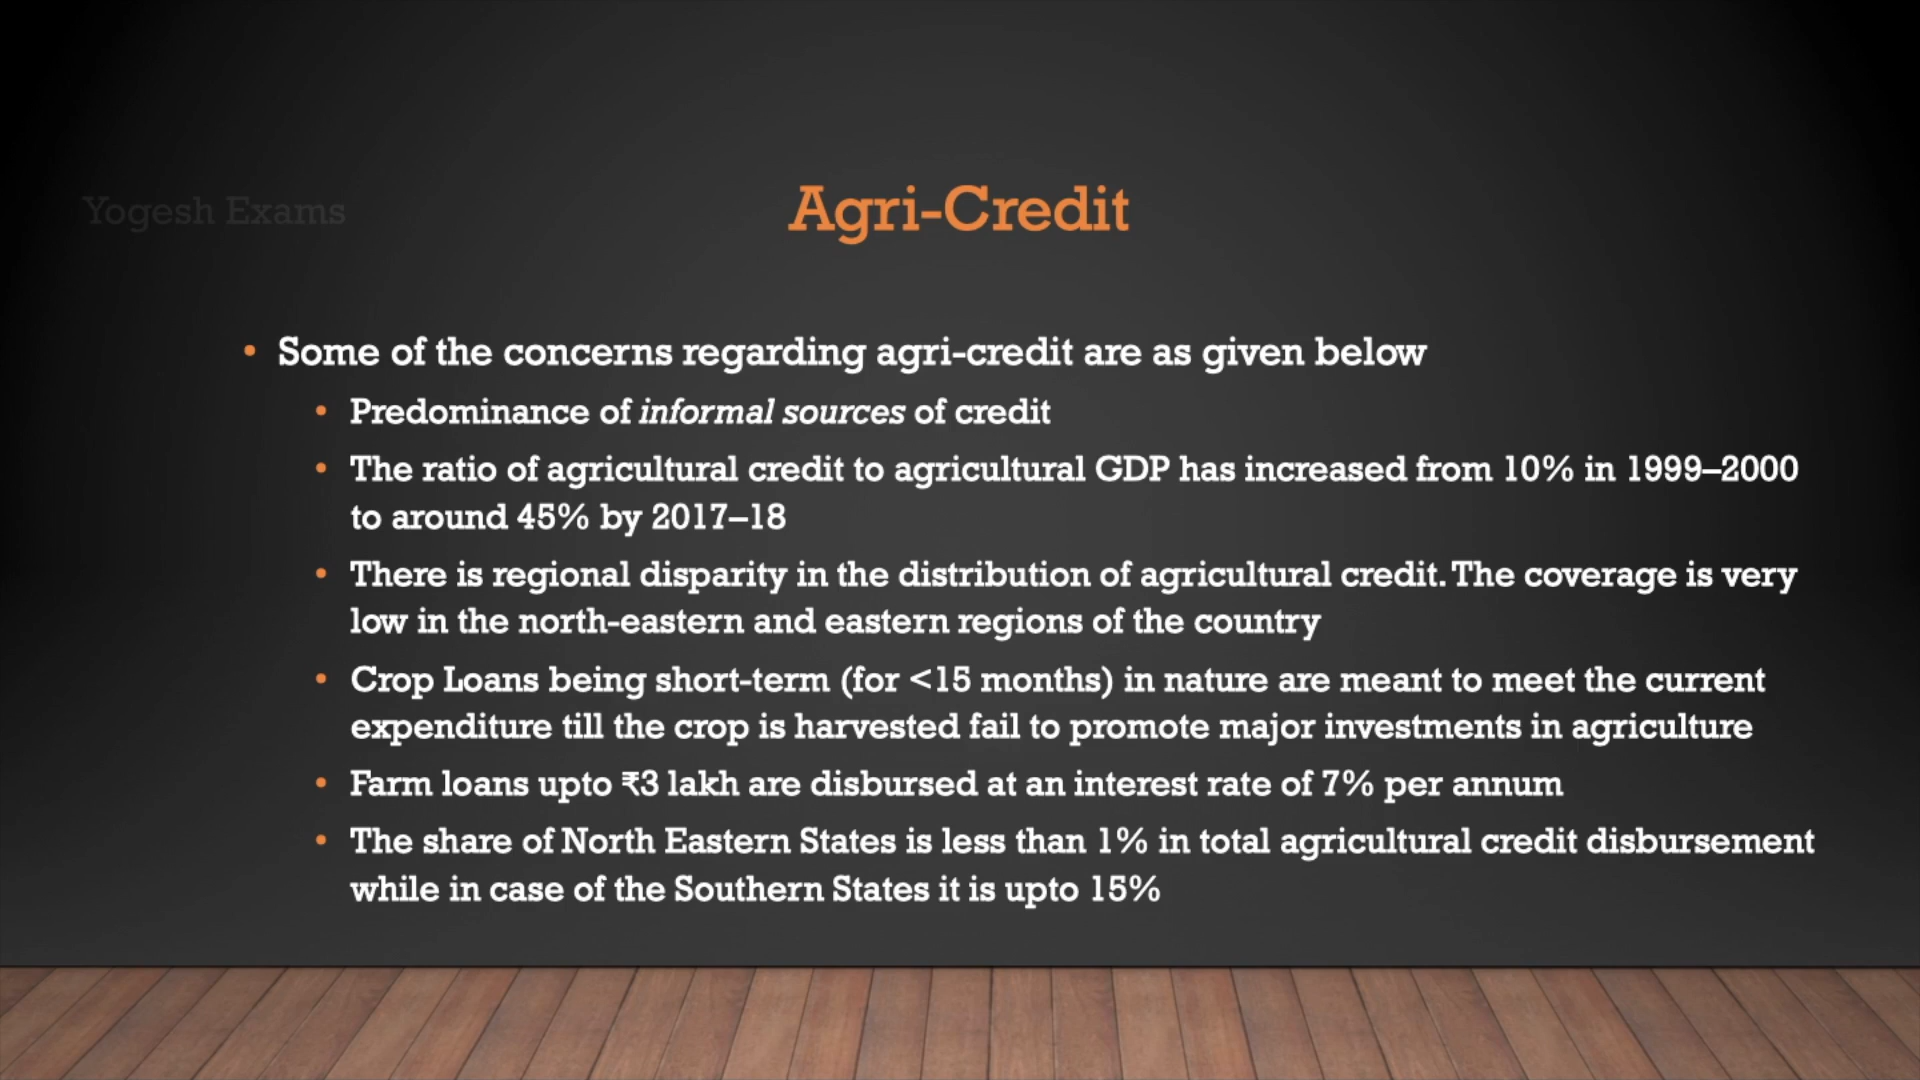 Yogesh Exams
Agri-Credit
• Some of the concerns regarding agri-credit are as given below
• Predominance of informal sources of credit
• The ratio of agricultural credit to agricultural GDP has increased from 10% in 1999–2000
to around 45% by 2017–18
• There is regional disparity in the distribution of agricultural credit. The coverage is very
low in the north-eastern and eastern regions of the country
• Crop Loans being short-term (for <15 months) in nature are meant to meet the current
expenditure till the crop is harvested fail to promote major investments in agriculture
• Farm loans upto ₹3 lakh are disbursed at an interest rate of 7% per annum
• The share of North Eastern States is less than 1% in total agricultural credit disbursement
while in case of the Southern States it is upto 15%